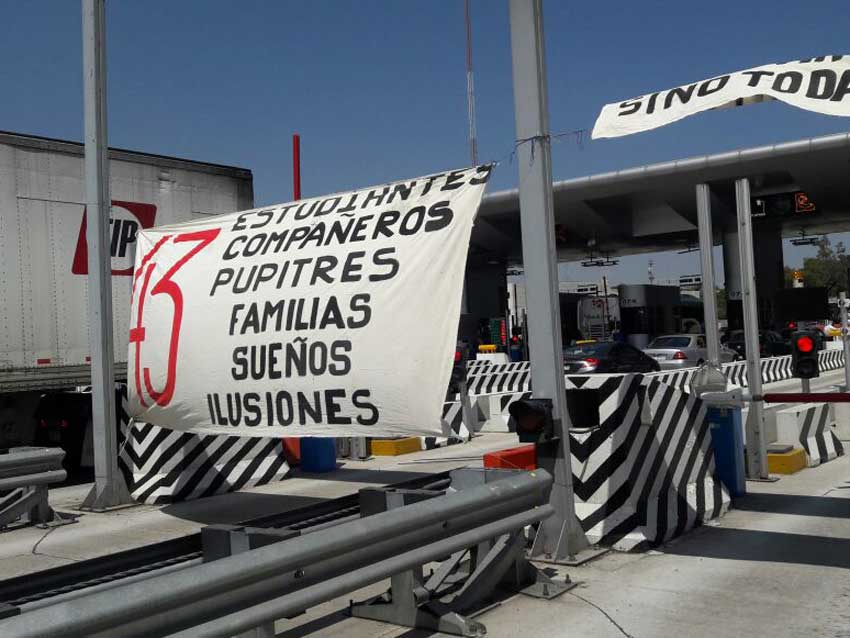 SINO TODA
ESTUDIANTES
COMPAÑEROS
43
PUPITRES
FAMILIAS
SUEÑOS
ILUSIONES